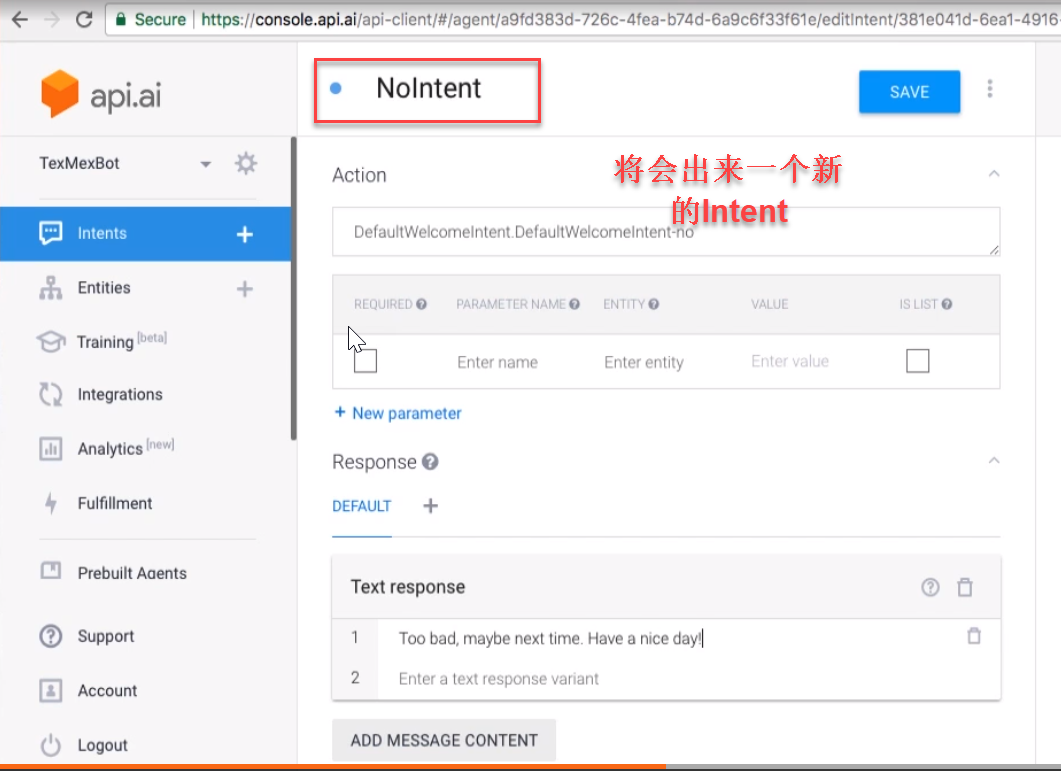 Secure https://console.api.ai/api-client/#/agent/a9fd383d-726c-4fea-b74d-6a9c6f33f61e/editIntent/381e041d-6ea1-4916-
api.ai
NoIntent
SAVE
TexMexBot
Intents
Entities
Training [beta]
Integrations
Analytics [new]
Fulfillment
Prebuilt Agents
Support
Account
Logout
Action
将会出来一个新
的Intent
DefaultWelcomeIntent.DefaultWelcomeIntent-no
REQUIRED PARAMETER NAME ENTITY VALUE IS LIST
Enter name Enter entity Enter value
+ New parameter
Response
DEFAULT +
Text response
1 Too bad, maybe next time. Have a nice day!
2 Enter a text response variant
ADD MESSAGE CONTENT